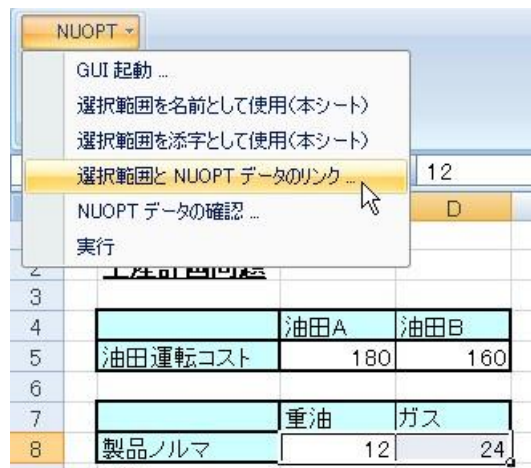 NUOPT
GUI 起動 ...
選択範囲を名前として使用(本シート)
選択範囲を添字として使用(本シート)
選択範囲と NUOPT データのリンク ...
12
NUOPT データの確認 ...
D
実行
2
3
4 油田A 油田B
5 油田運転コスト 180 160
6
7 重油 ガス
8 製品ノルマ 12 24